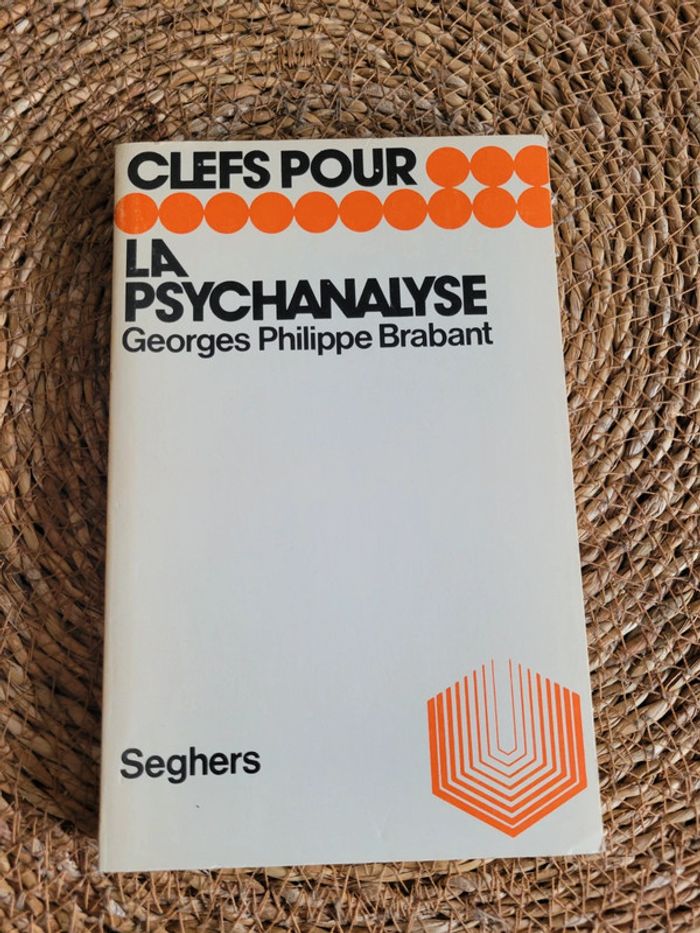 CLEFS POUR
LA
PSYCHANALYSE
Georges Philippe Brabant
Seghers